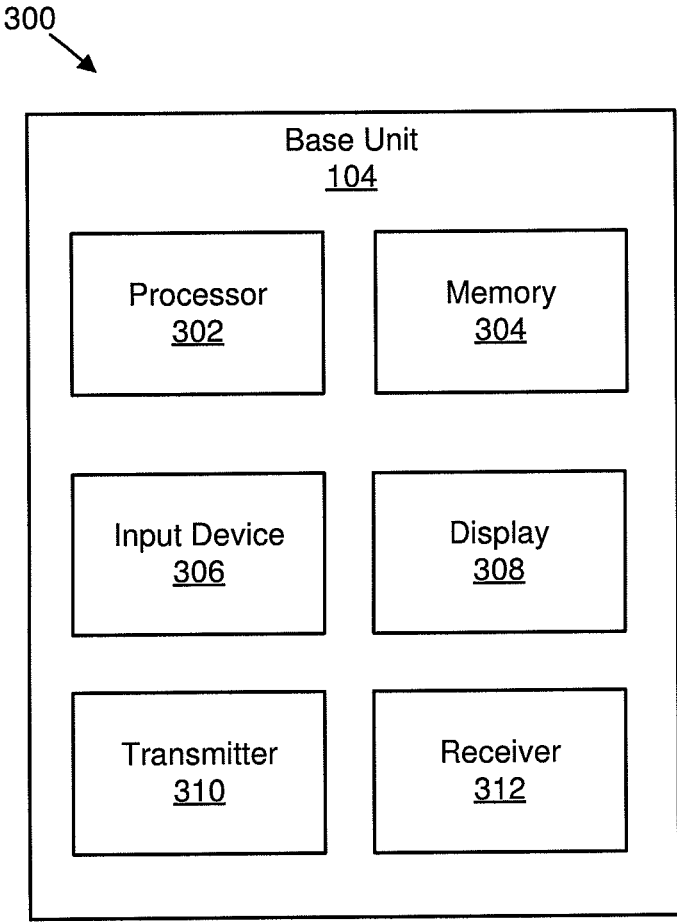 300
Base Unit
104
Processor
302
Memory
304
Input Device
306
Display
308
Transmitter
310
Receiver
312